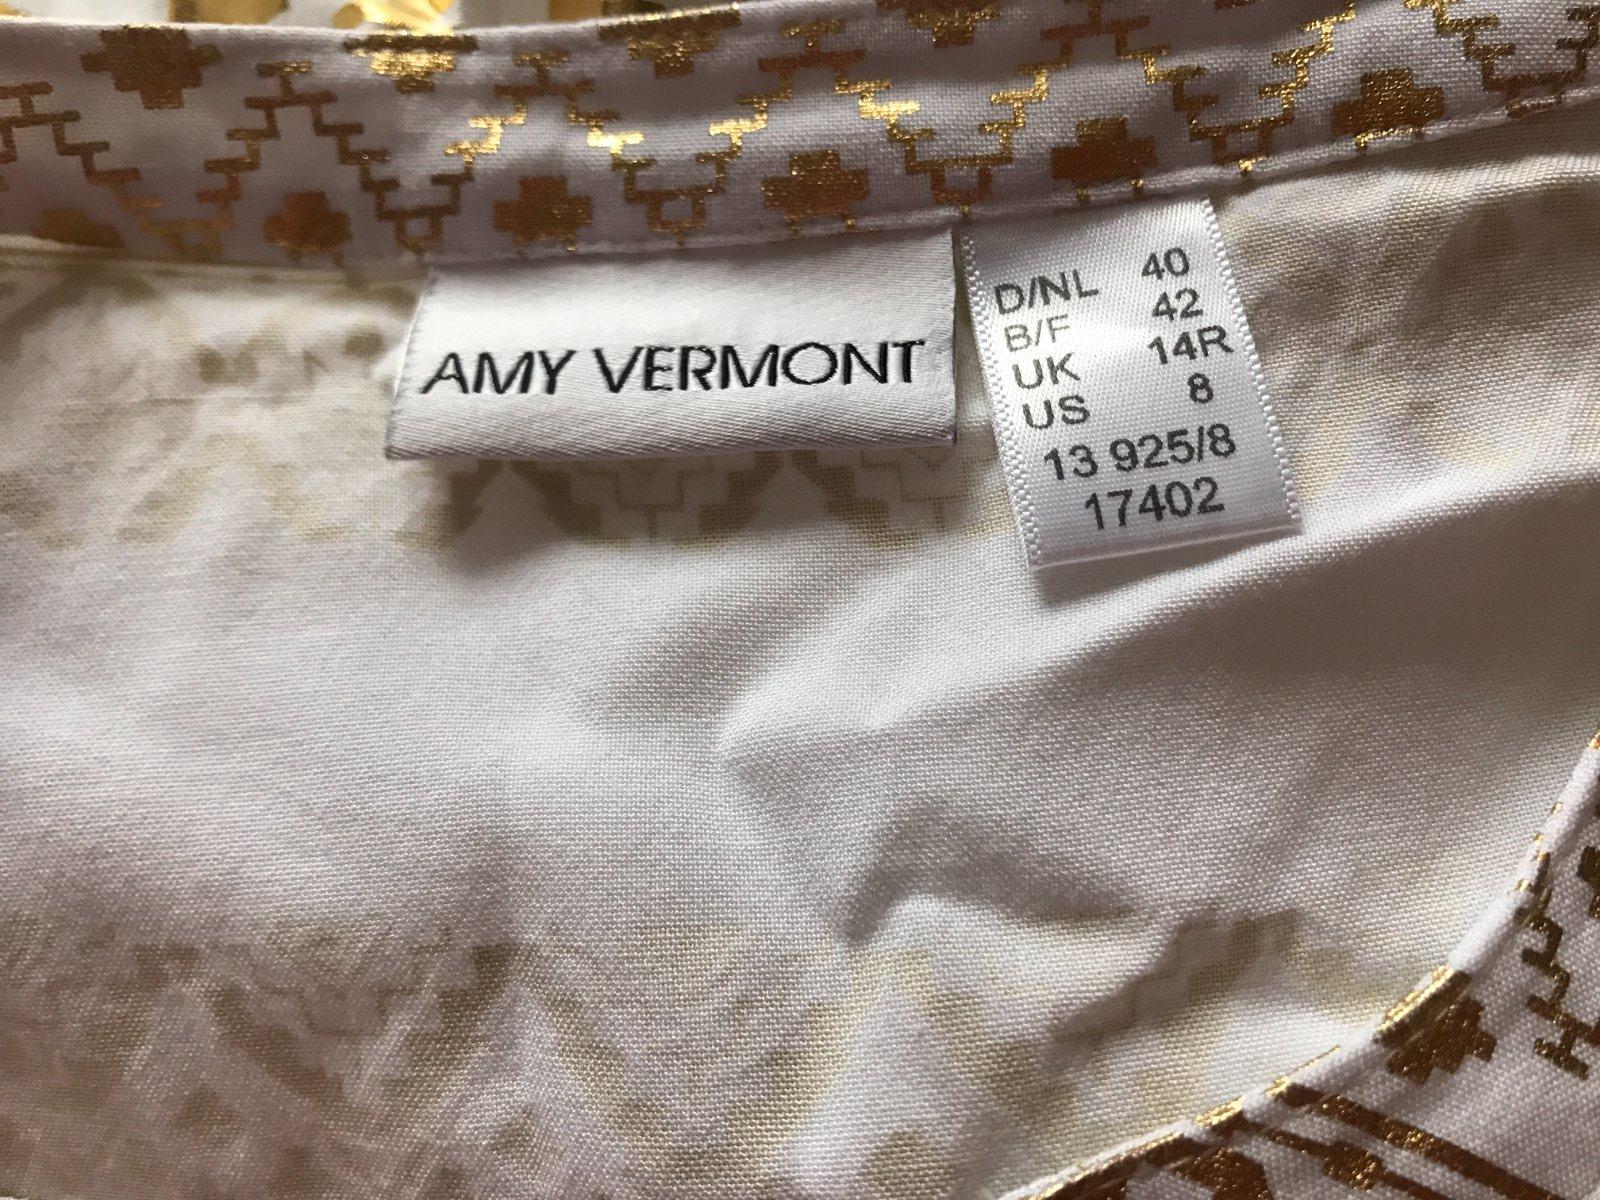 AMY VERMONT
D/NL 40
B/F 42
UK 14R
US 8
13 925/8
17402